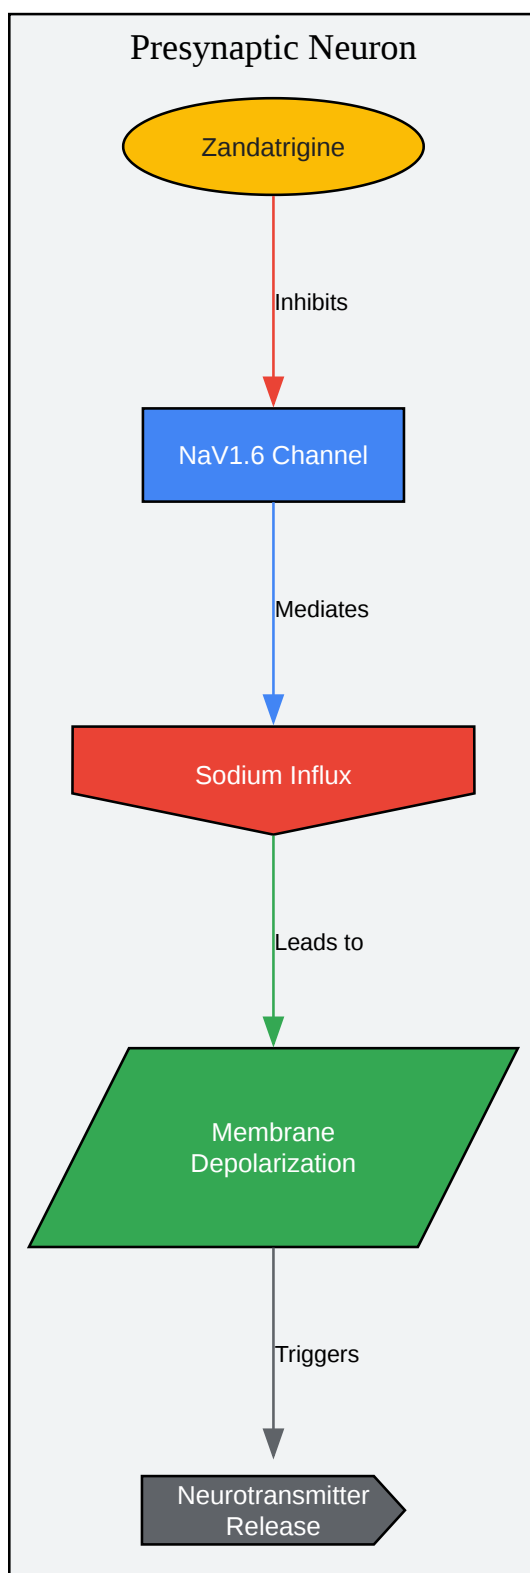 Presynaptic Neuron
Zandatrigine
Inhibits
NaV1.6 Channel
Mediates
Sodium Influx
Leads to
Membrane
Depolarization
Triggers
Neurotransmitter
Release